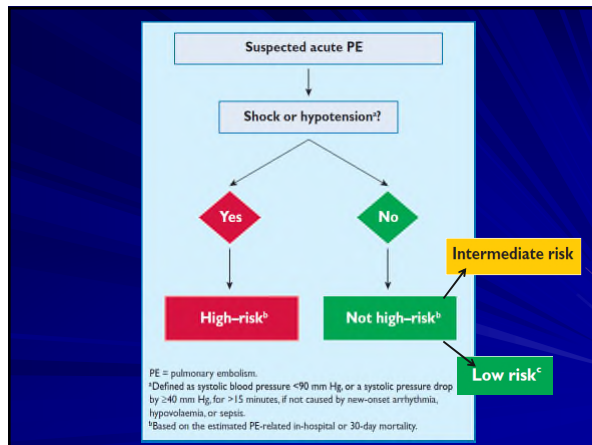 Suspected acute PE
Shock or hypotensionᵃ?
Yes
No
Intermediate risk
High–riskᵇ
Not high–riskᵇ
Low riskᶜ
PE = pulmonary embolism.
ᵃDefined as systolic blood pressure <90 mm Hg, or a systolic pressure drop
by ≥40 mm Hg, for >15 minutes, if not caused by new-onset arrhythmia,
hypovolaemia, or sepsis.
ᵇBased on the estimated PE-related in-hospital or 30-day mortality.